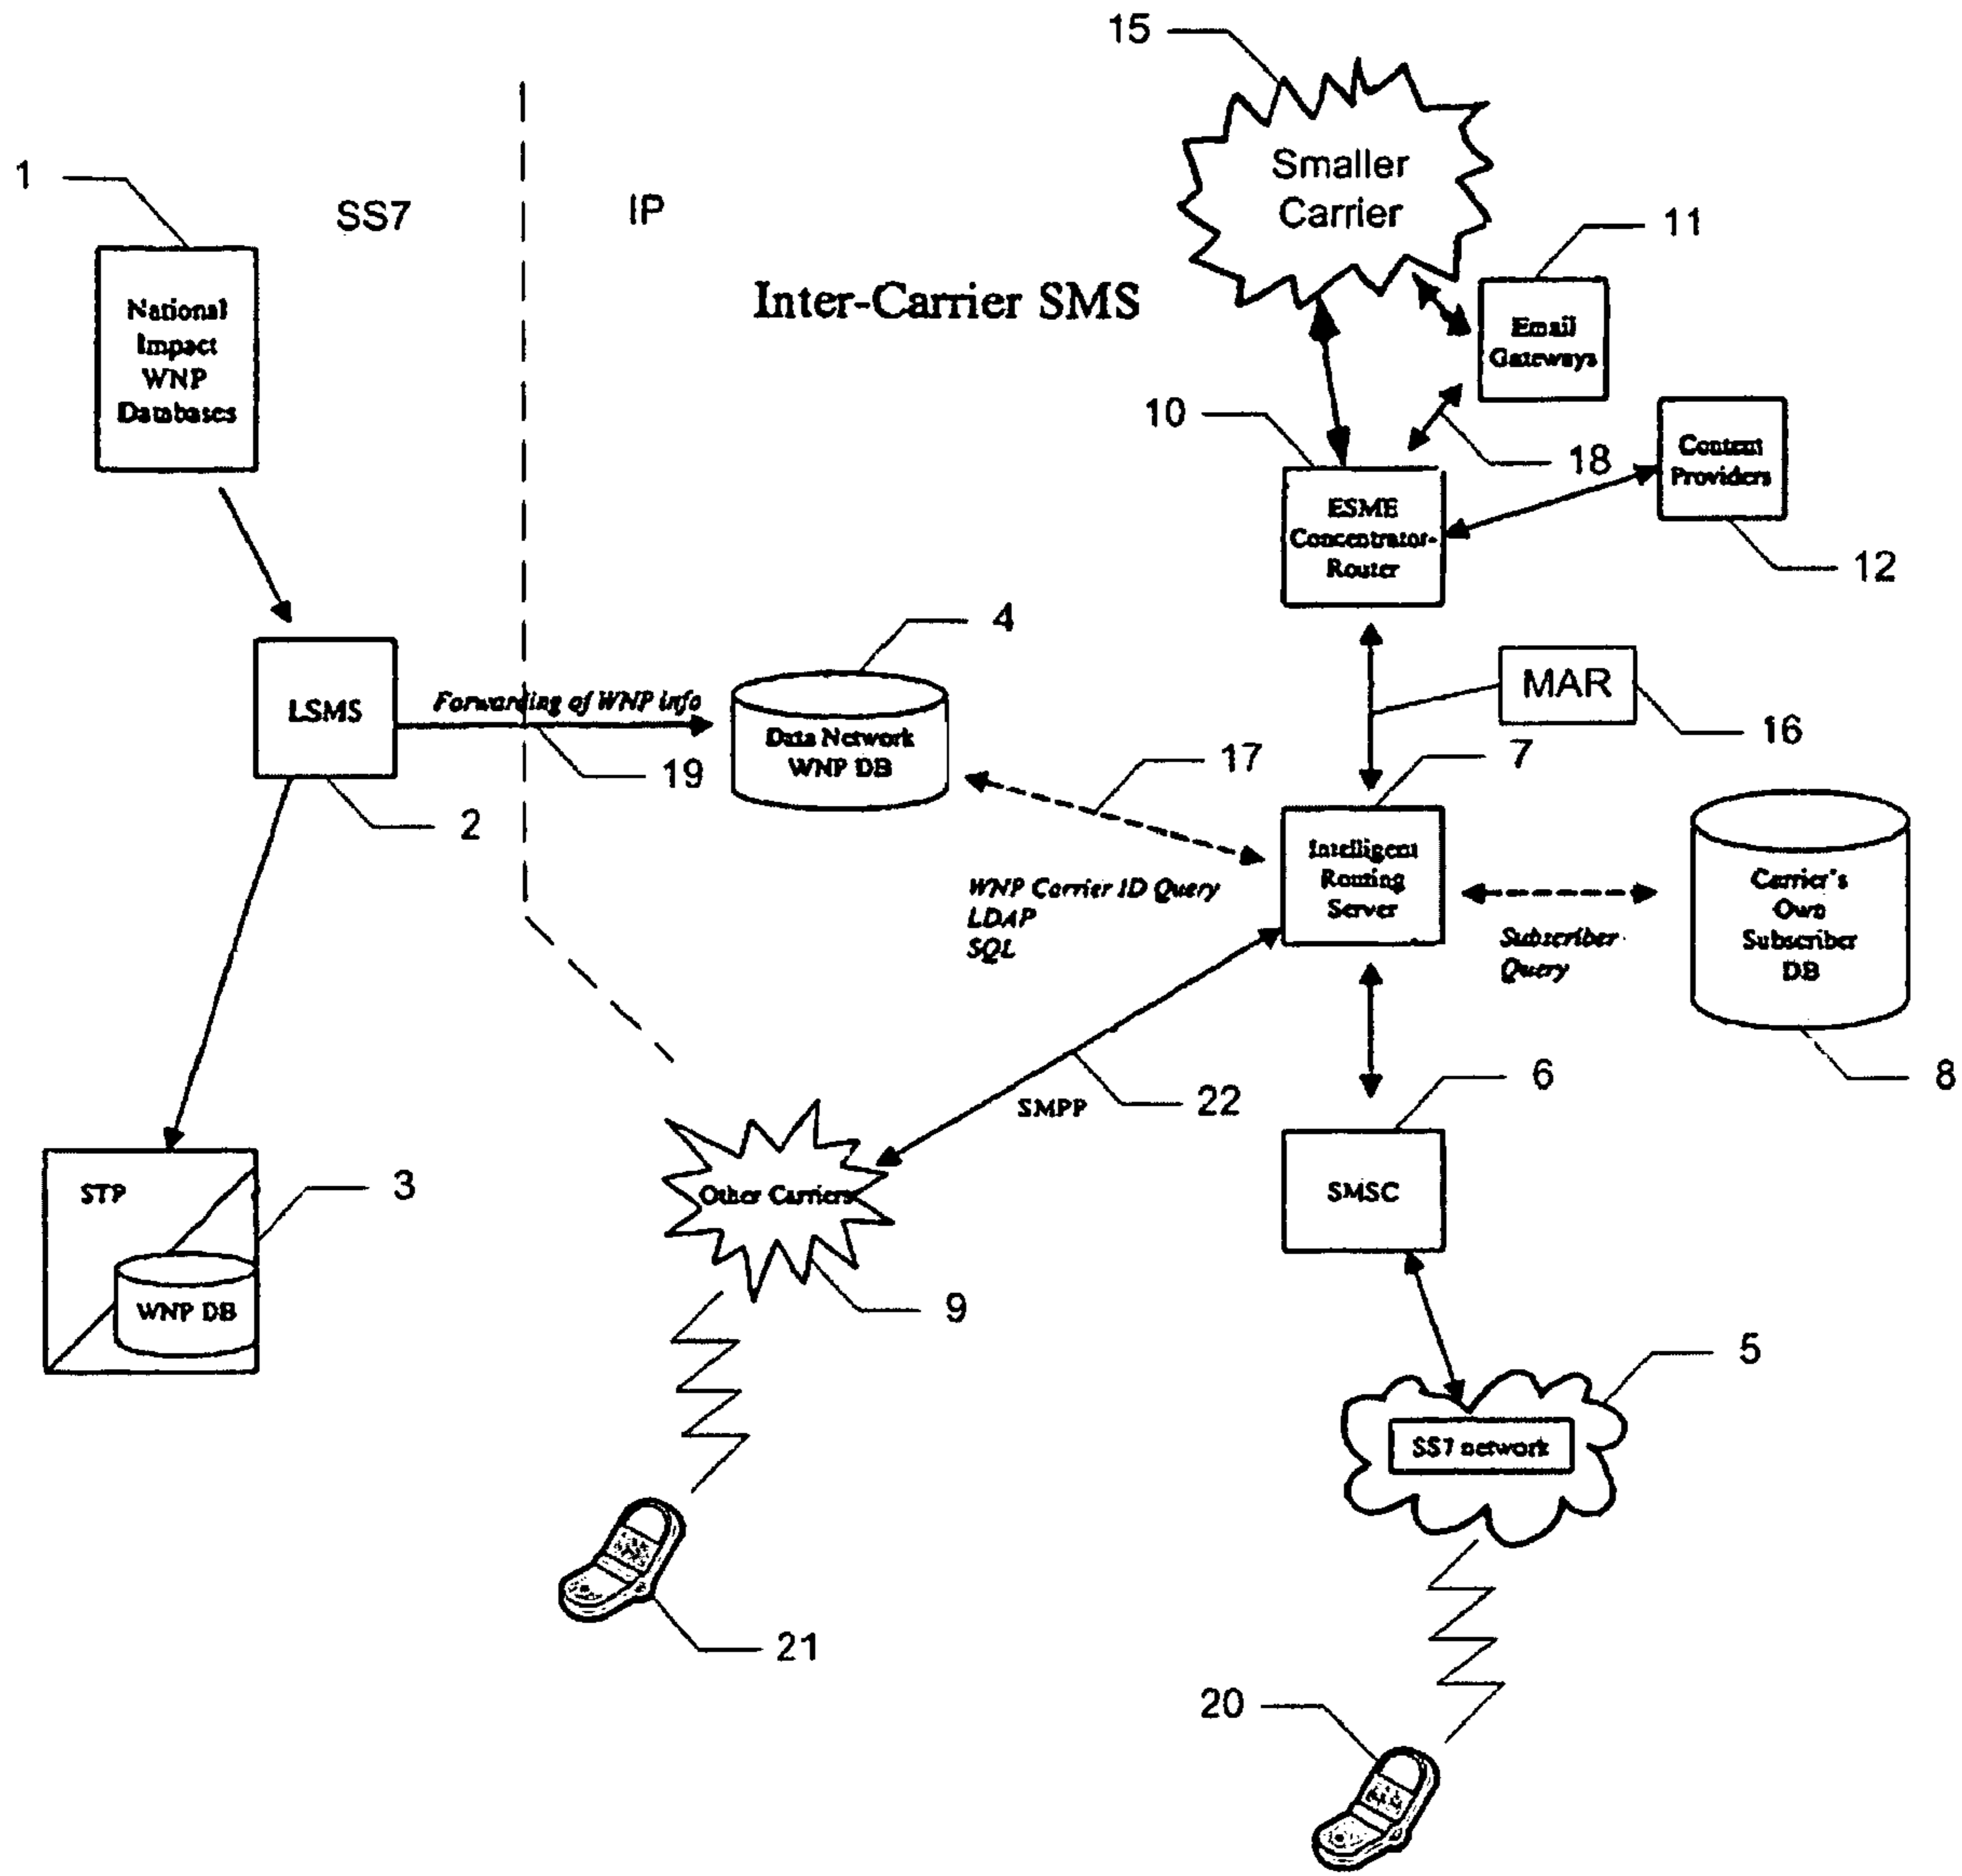 15
1
SS7
IP
Smaller
Carrier
11
National
Impact
WNP
Databases
Inter-Carrier SMS
Email
Gateways
10
18
Content
Providers
ESME
Concentrator-
Router
12
4
LSMS
Forwarding of WNP info
MAR
Data Network
WNP DB
19
17
7
16
2
Intelligent
Routing
Server
WNP Carrier ID Query
LDAP
SQL
Subscriber
Query
Carrier's
Own
Subscriber
DB
6
8
SMPP
22
STP
3
Other Carriers
SMSC
WNP DB
9
5
SS7 network
21
20